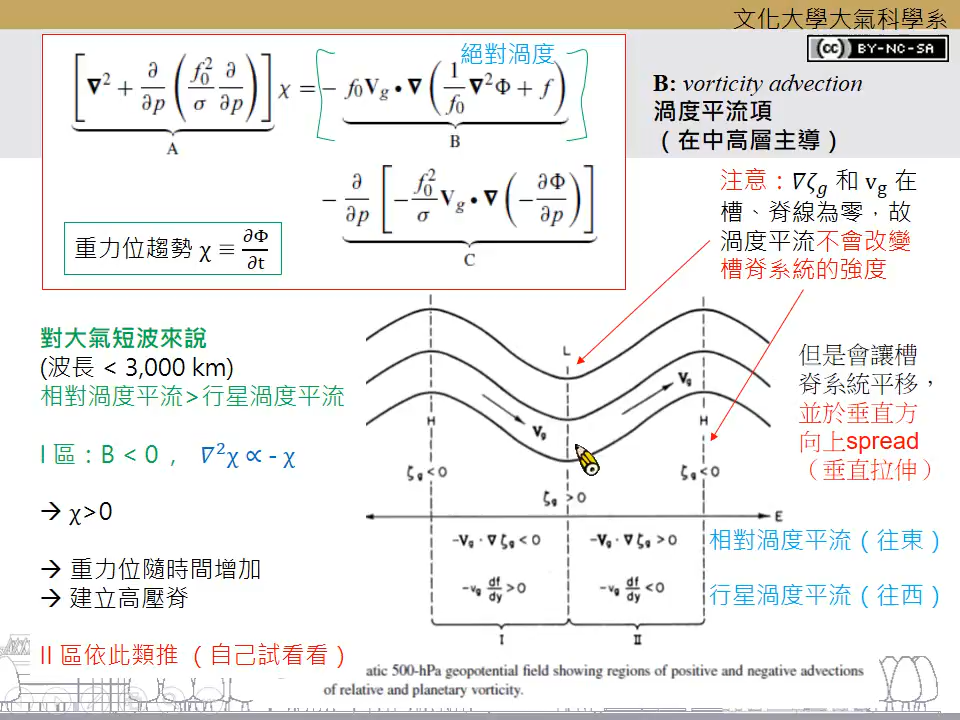 文化大學大氣科學系
(cc) BY-NC-SA
絕對渦度
[∇² + ∂/∂p (f₀²/σ ∂/∂p)] χ = − f₀V_g • ∇ (1/f₀ ∇²Φ + f)
A
B
− ∂/∂p [− f₀²/σ V_g • ∇ (− ∂Φ/∂p)]
C
重力位趨勢 χ ≡ ∂Φ/∂t
B: vorticity advection
渦度平流項
（在中高層主導）
注意：∇ζ_g 和 v_g 在
槽、脊線為零，故
渦度平流不會改變
槽脊系統的強度
對大氣短波來說
(波長 < 3,000 km)
相對渦度平流>行星渦度平流
I 區：B < 0 ， ∇²χ ∝ - χ
→ χ>0
→ 重力位隨時間增加
→ 建立高壓脊
II 區依此類推 （自己試看看）
但是會讓槽
脊系統平移，
並於垂直方
向上spread
（垂直拉伸）
L
H
V_g
V_g
H
ζ_g < 0
ζ_g > 0
ζ_g < 0
E
-V_g · ∇ζ_g < 0
-V_g · ∇ζ_g > 0
相對渦度平流（往東）
-v_g df/dy > 0
-v_g df/dy < 0
行星渦度平流（往西）
I
II
atic 500-hPa geopotential field showing regions of positive and negative advections
of relative and planetary vorticity.